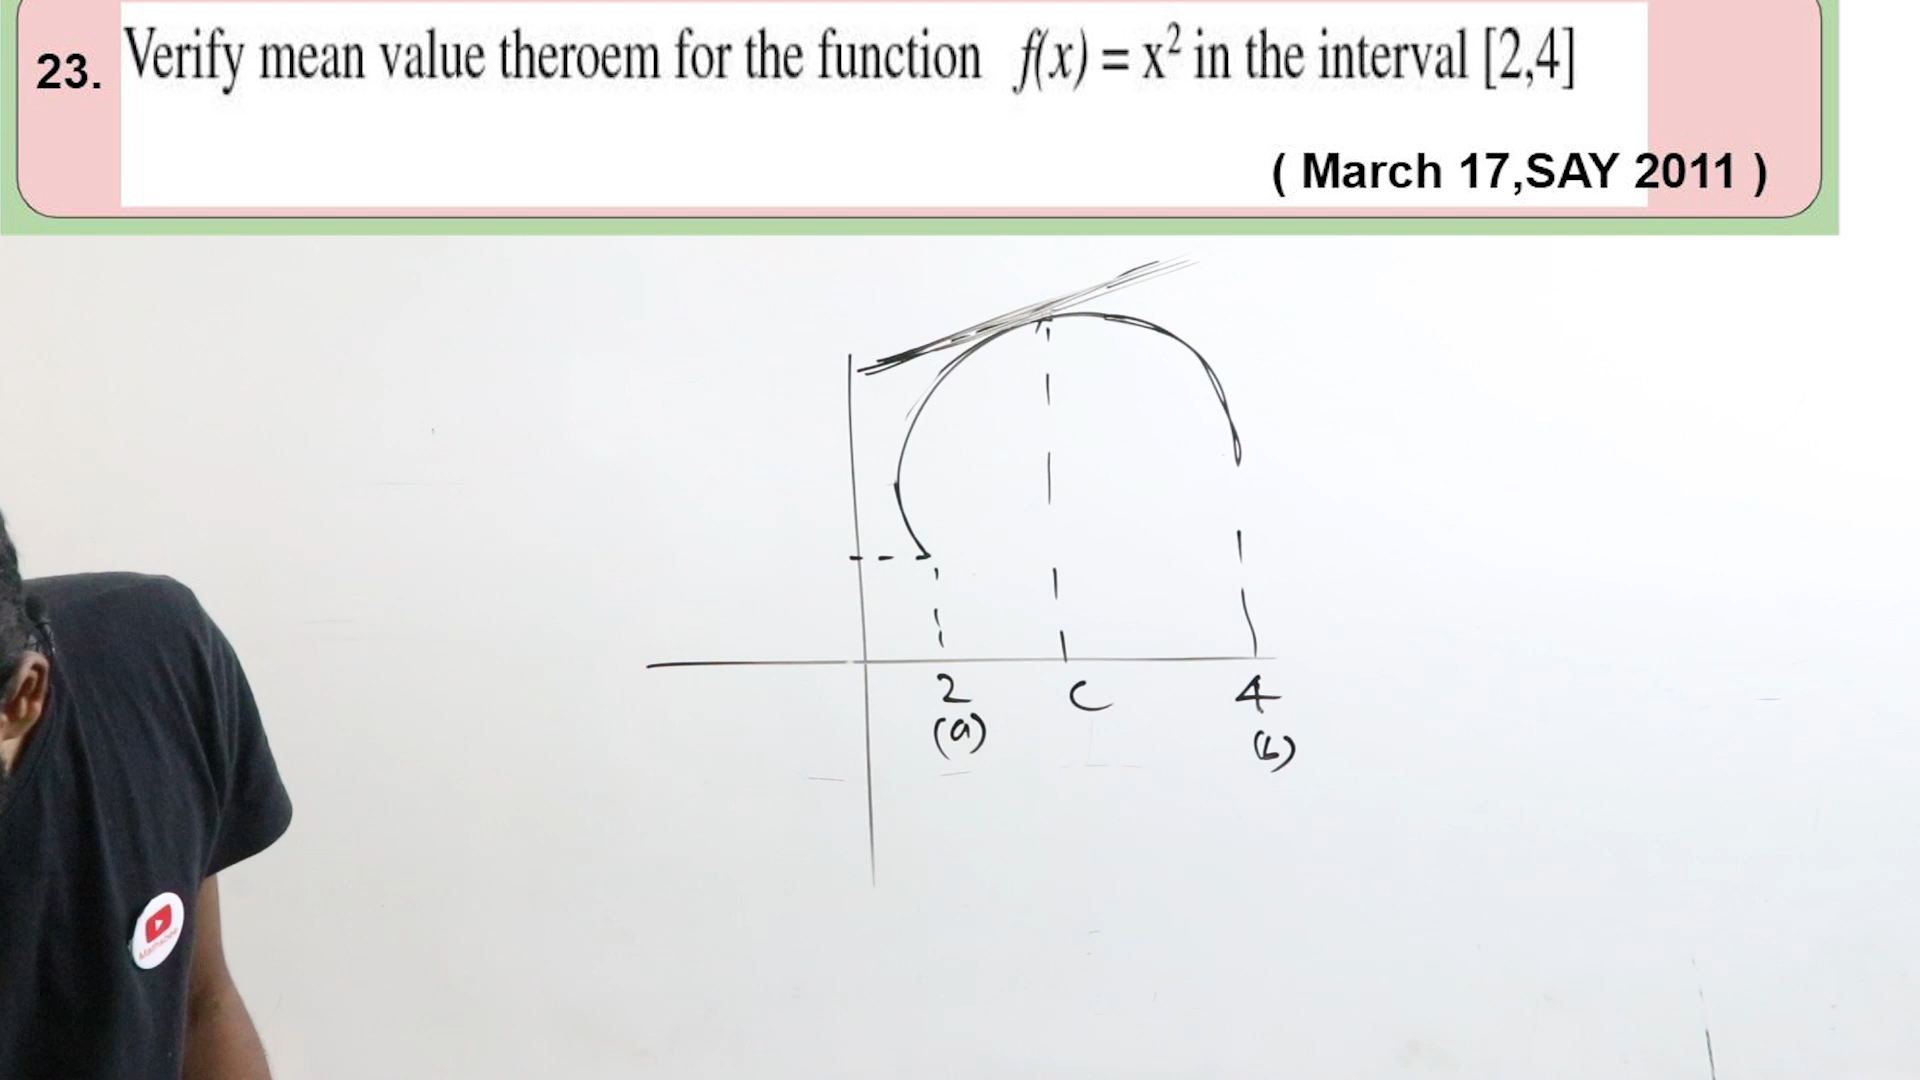 23. Verify mean value theroem for the function f(x) = x² in the interval [2,4]
( March 17,SAY 2011 )
2 C 4
(a) (b)